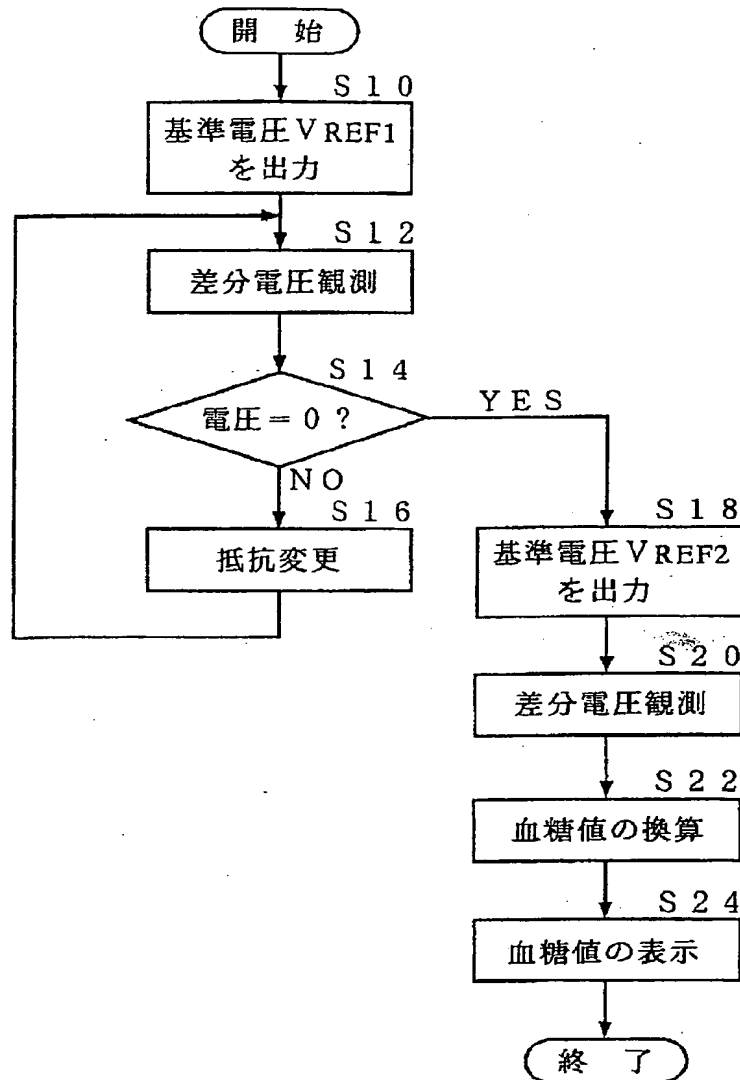 開 始
S10
基準電圧VREF1
を出力
S12
差分電圧観測
S14
電圧=0?
YES
NO
S16
抵抗変更
S18
基準電圧VREF2
を出力
S20
差分電圧観測
S22
血糖値の換算
S24
血糖値の表示
終 了